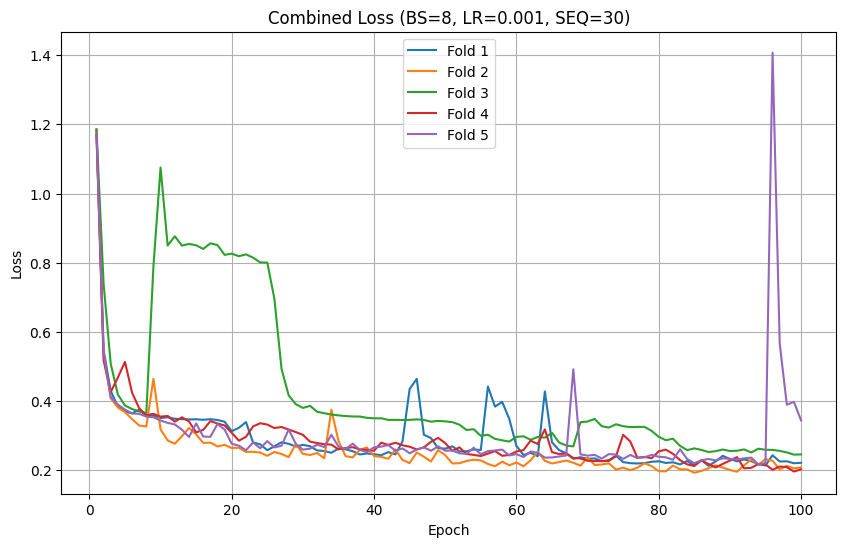 Combined Loss (BS=8, LR=0.001, SEQ=30)
Fold 1
Fold 2
Fold 3
Fold 4
Fold 5
Loss
1.4
1.2
1.0
0.8
0.6
0.4
0.2
0 20 40 60 80 100
Epoch